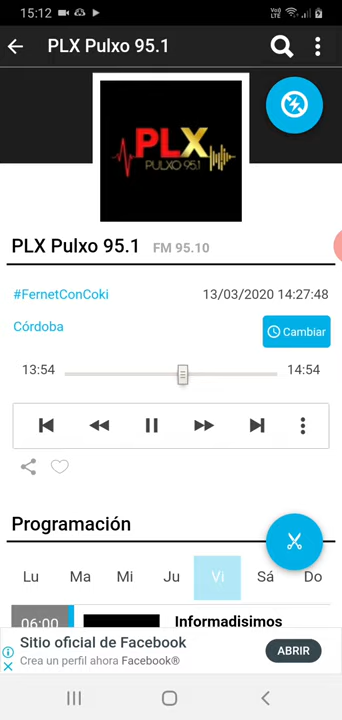 15:12
PLX Pulxo 95.1
PLX
PULXO 95.1
PLX Pulxo 95.1 FM 95.10
#FernetConCoki 13/03/2020 14:27:48
Córdoba
Cambiar
13:54 14:54
Programación
Lu Ma Mi Ju Vi Sá Do
06:00 Informadisimos
Sitio oficial de Facebook
Crea un perfil ahora Facebook®
ABRIR